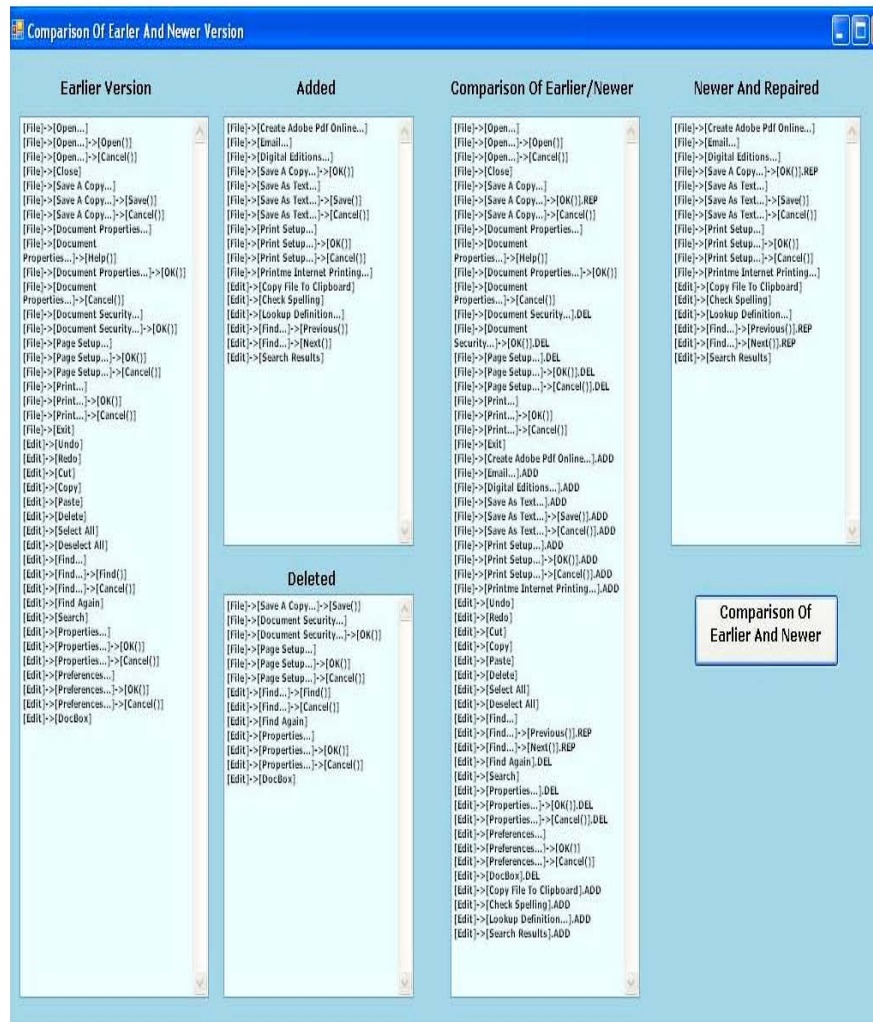 Comparison Of Earler And Newer Version
Earlier Version
[File]->[Open...]
[File]->[Open...]->[Open()]
[File]->[Open...]->[Cancel()]
[File]->[Close]
[File]->[Save A Copy...]
[File]->[Save A Copy...]->[Save()]
[File]->[Save A Copy...]->[Cancel()]
[File]->[Document Properties...]
[File]->[Document
Properties...]->[Help()]
[File]->[Document Properties...]->[OK()]
[File]->[Document
Properties...]->[Cancel()]
[File]->[Document Security...]
[File]->[Document Security...]->[OK()]
[File]->[Page Setup...]
[File]->[Page Setup...]->[OK()]
[File]->[Page Setup...]->[Cancel()]
[File]->[Print...]
[File]->[Print...]->[OK()]
[File]->[Print...]->[Cancel()]
[File]->[Exit]
[Edit]->[Undo]
[Edit]->[Redo]
[Edit]->[Cut]
[Edit]->[Copy]
[Edit]->[Paste]
[Edit]->[Delete]
[Edit]->[Select All]
[Edit]->[Deselect All]
[Edit]->[Find...]
[Edit]->[Find...]->[Find()]
[Edit]->[Find...]->[Cancel()]
[Edit]->[Find Again]
[Edit]->[Search]
[Edit]->[Properties...]
[Edit]->[Properties...]->[OK()]
[Edit]->[Properties...]->[Cancel()]
[Edit]->[Preferences...]
[Edit]->[Preferences...]->[OK()]
[Edit]->[Preferences...]->[Cancel()]
[Edit]->[DocBox]
Added
[File]->[Create Adobe Pdf Online...]
[File]->[Email...]
[File]->[Digital Editions...]
[File]->[Save A Copy...]->[OK()]
[File]->[Save As Text...]
[File]->[Save As Text...]->[Save()]
[File]->[Save As Text...]->[Cancel()]
[File]->[Print Setup...]
[File]->[Print Setup...]->[OK()]
[File]->[Print Setup...]->[Cancel()]
[File]->[Printme Internet Printing...]
[Edit]->[Copy File To Clipboard]
[Edit]->[Check Spelling]
[Edit]->[Lookup Definition...]
[Edit]->[Find...]->[Previous()]
[Edit]->[Find...]->[Next()]
[Edit]->[Search Results]
Deleted
[File]->[Save A Copy...]->[Save()]
[File]->[Document Security...]
[File]->[Document Security...]->[OK()]
[File]->[Page Setup...]
[File]->[Page Setup...]->[OK()]
[File]->[Page Setup...]->[Cancel()]
[Edit]->[Find...]->[Find()]
[Edit]->[Find...]->[Cancel()]
[Edit]->[Find Again]
[Edit]->[Properties...]
[Edit]->[Properties...]->[OK()]
[Edit]->[Properties...]->[Cancel()]
[Edit]->[DocBox]
Comparison Of Earlier/Newer
[File]->[Open...]
[File]->[Open...]->[Open()]
[File]->[Open...]->[Cancel()]
[File]->[Close]
[File]->[Save A Copy...]
[File]->[Save A Copy...]->[OK()].REP
[File]->[Save A Copy...]->[Cancel()]
[File]->[Document Properties...]
[File]->[Document
Properties...]->[Help()]
[File]->[Document Properties...]->[OK()]
[File]->[Document
Properties...]->[Cancel()]
[File]->[Document Security...].DEL
[File]->[Document
Security...]->[OK()].DEL
[File]->[Page Setup...].DEL
[File]->[Page Setup...]->[OK()].DEL
[File]->[Page Setup...]->[Cancel()].DEL
[File]->[Print...]
[File]->[Print...]->[OK()]
[File]->[Print...]->[Cancel()]
[File]->[Exit]
[File]->[Create Adobe Pdf Online...].ADD
[File]->[Email...].ADD
[File]->[Digital Editions...].ADD
[File]->[Save As Text...].ADD
[File]->[Save As Text...]->[Save()].ADD
[File]->[Save As Text...]->[Cancel()].ADD
[File]->[Print Setup...].ADD
[File]->[Print Setup...]->[OK()].ADD
[File]->[Print Setup...]->[Cancel()].ADD
[File]->[Printme Internet Printing...].ADD
[Edit]->[Undo]
[Edit]->[Redo]
[Edit]->[Cut]
[Edit]->[Copy]
[Edit]->[Paste]
[Edit]->[Delete]
[Edit]->[Select All]
[Edit]->[Deselect All]
[Edit]->[Find...]
[Edit]->[Find...]->[Previous()].REP
[Edit]->[Find...]->[Next()].REP
[Edit]->[Find Again].DEL
[Edit]->[Search]
[Edit]->[Properties...].DEL
[Edit]->[Properties...]->[OK()].DEL
[Edit]->[Properties...]->[Cancel()].DEL
[Edit]->[Preferences...]
[Edit]->[Preferences...]->[OK()]
[Edit]->[Preferences...]->[Cancel()]
[Edit]->[DocBox].DEL
[Edit]->[Copy File To Clipboard].ADD
[Edit]->[Check Spelling].ADD
[Edit]->[Lookup Definition...].ADD
[Edit]->[Search Results].ADD
Newer And Repaired
[File]->[Create Adobe Pdf Online...]
[File]->[Email...]
[File]->[Digital Editions...]
[File]->[Save A Copy...]->[OK()].REP
[File]->[Save As Text...]
[File]->[Save As Text...]->[Save()]
[File]->[Save As Text...]->[Cancel()]
[File]->[Print Setup...]
[File]->[Print Setup...]->[OK()]
[File]->[Print Setup...]->[Cancel()]
[File]->[Printme Internet Printing...]
[Edit]->[Copy File To Clipboard]
[Edit]->[Check Spelling]
[Edit]->[Lookup Definition...]
[Edit]->[Find...]->[Previous()].REP
[Edit]->[Find...]->[Next()].REP
[Edit]->[Search Results]
Comparison Of
Earlier And Newer